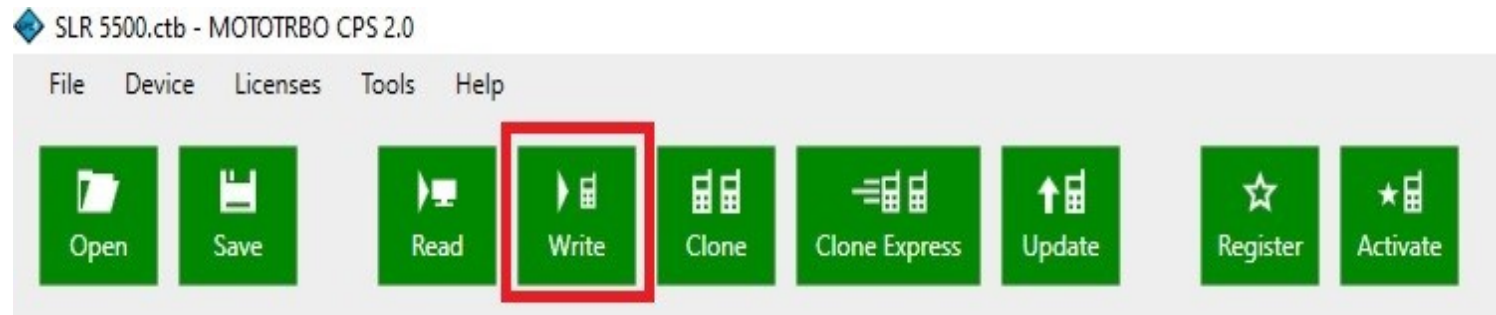 SLR 5500.ctb - MOTOTRBO CPS 2.0
File Device Licenses Tools Help
Open Save Read Write Clone Clone Express Update Register Activate